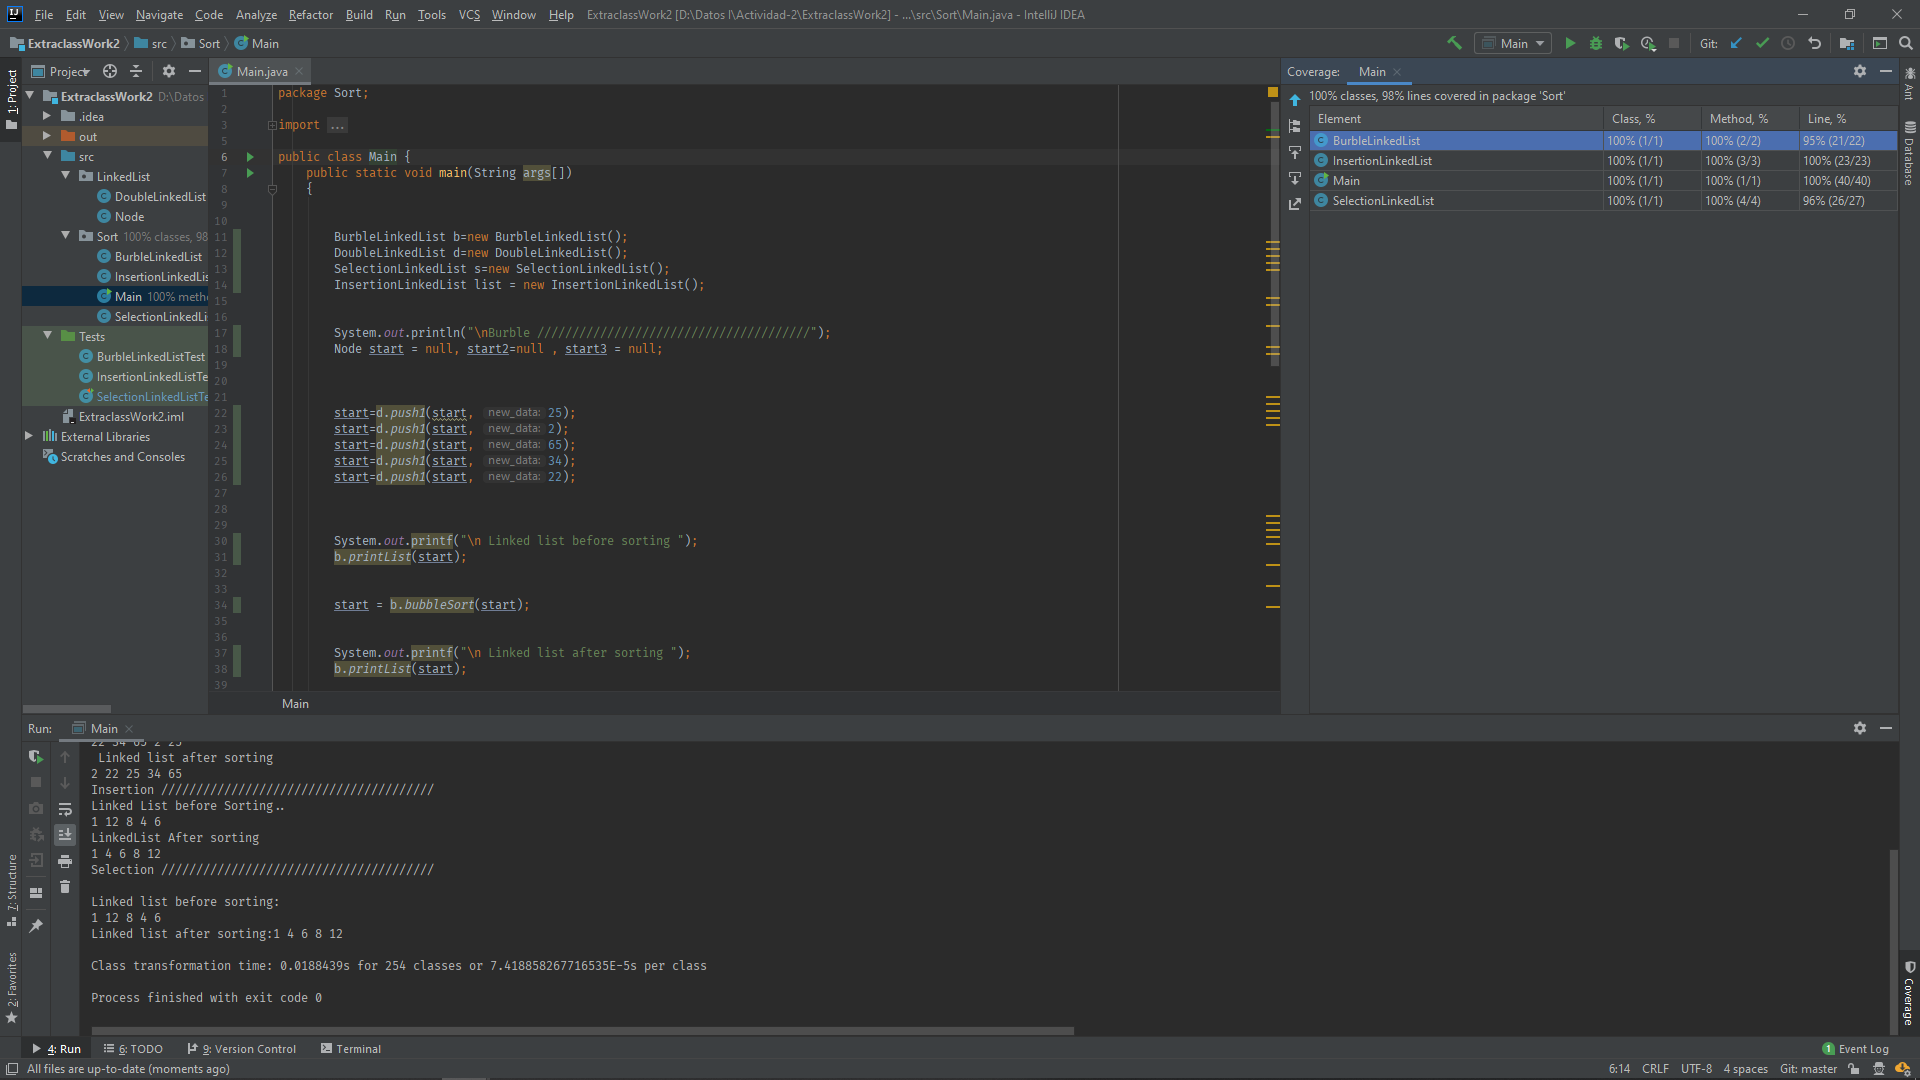 File Edit View Navigate Code Analyze Refactor Build Run Tools VCS Window Help ExtraclassWork2 [D:\Datos I\Actividad-2\ExtraclassWork2] - ...\src\Sort\Main.java - IntelliJ IDEA
ExtraclassWork2 src Sort Main
Main Git:
1: Project
Project
ExtraclassWork2 D:\Datos
.idea
out
src
LinkedList
DoubleLinkedList
Node
Sort 100% classes, 98
BurbleLinkedList
InsertionLinkedLis
Main 100% meth
SelectionLinkedLi
Tests
BurbleLinkedListTest
InsertionLinkedListTe
SelectionLinkedListTe
ExtraclassWork2.iml
External Libraries
Scratches and Consoles
Main.java
1 package Sort;
2
3 import ...
5
6 public class Main {
7 public static void main(String args[])
8 {
9
10
11 BurbleLinkedList b=new BurbleLinkedList();
12 DoubleLinkedList d=new DoubleLinkedList();
13 SelectionLinkedList s=new SelectionLinkedList();
14 InsertionLinkedList list = new InsertionLinkedList();
15
16
17 System.out.println("\nBurble ///////////////////////////////////////");
18 Node start = null, start2=null , start3 = null;
19
20
21
22 start=d.push1(start, new_data: 25);
23 start=d.push1(start, new_data: 2);
24 start=d.push1(start, new_data: 65);
25 start=d.push1(start, new_data: 34);
26 start=d.push1(start, new_data: 22);
27
28
29
30 System.out.printf("\n Linked list before sorting ");
31 b.printList(start);
32
33
34 start = b.bubbleSort(start);
35
36
37 System.out.printf("\n Linked list after sorting ");
38 b.printList(start);
39
Main
Coverage: Main
100% classes, 98% lines covered in package 'Sort'
Element Class, % Method, % Line, %
BurbleLinkedList 100% (1/1) 100% (2/2) 95% (21/22)
InsertionLinkedList 100% (1/1) 100% (3/3) 100% (23/23)
Main 100% (1/1) 100% (1/1) 100% (40/40)
SelectionLinkedList 100% (1/1) 100% (4/4) 96% (26/27)
Ant
Database
Run: Main
22 34 65 2 25
Linked list after sorting
2 22 25 34 65
Insertion ///////////////////////////////////////
Linked List before Sorting..
1 12 8 4 6
LinkedList After sorting
1 4 6 8 12
Selection ///////////////////////////////////////
Linked list before sorting:
1 12 8 4 6
Linked list after sorting:1 4 6 8 12
Class transformation time: 0.0188439s for 254 classes or 7.418858267716535E-5s per class
Process finished with exit code 0
7: Structure
2: Favorites
Coverage
4: Run 6: TODO 9: Version Control Terminal 1 Event Log
All files are up-to-date (moments ago) 6:14 CRLF UTF-8 4 spaces Git: master